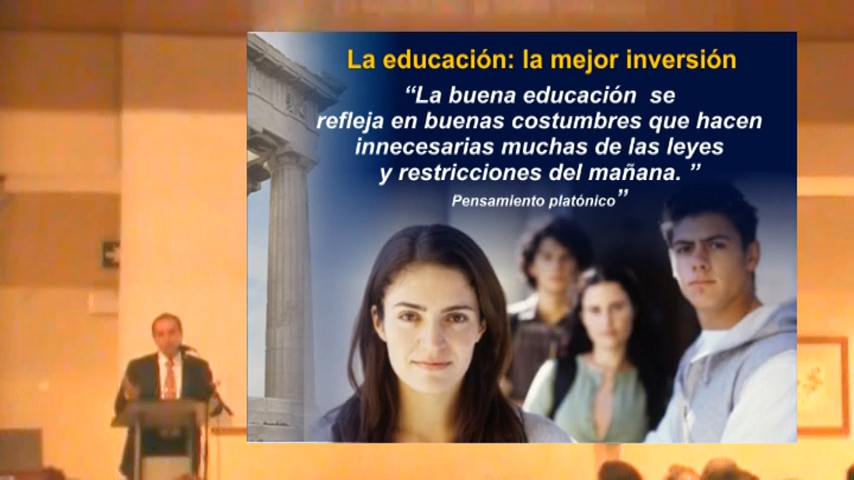 La educación: la mejor inversión
“La buena educación se
refleja en buenas costumbres que hacen
innecesarias muchas de las leyes
y restricciones del mañana. ”
Pensamiento platónico”